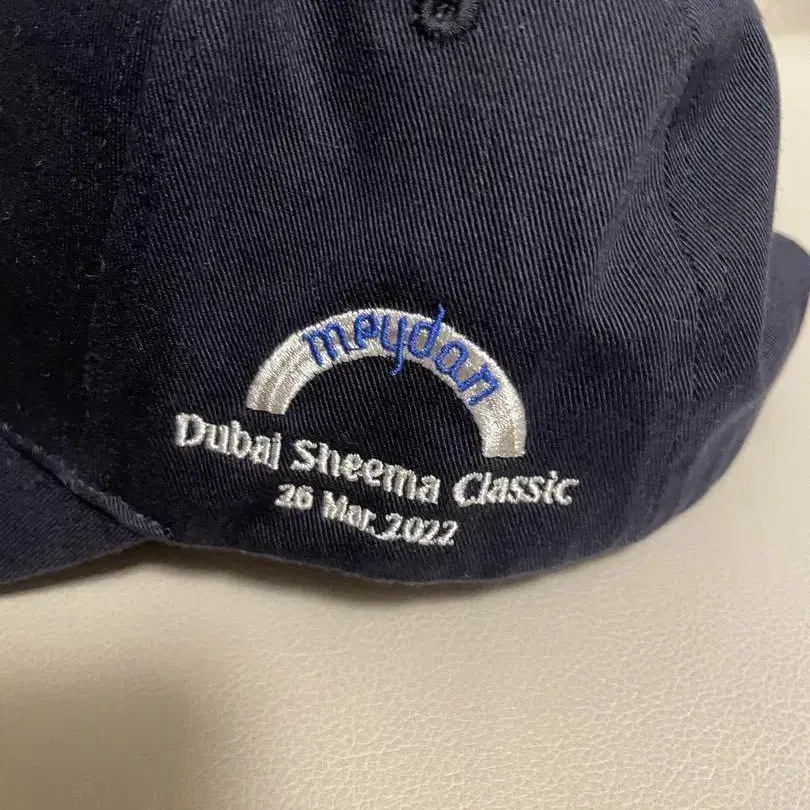 meydan
Dubai Sheema Classic
26 Mar. 2022